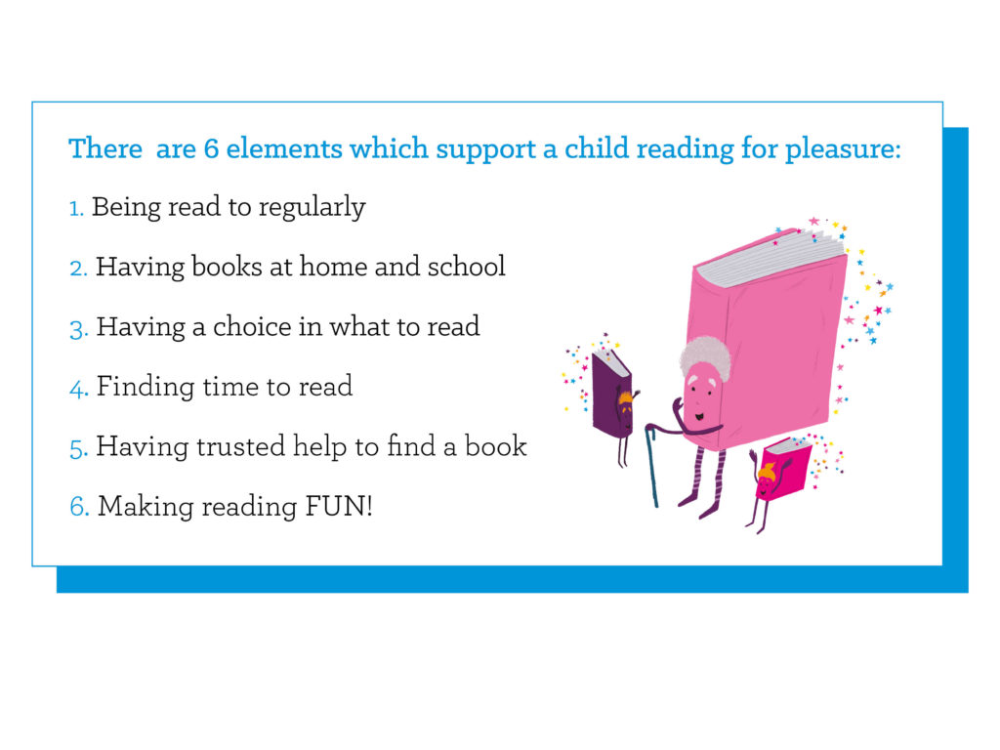 There are 6 elements which support a child reading for pleasure:
1. Being read to regularly
2. Having books at home and school
3. Having a choice in what to read
4. Finding time to read
5. Having trusted help to find a book
6. Making reading FUN!